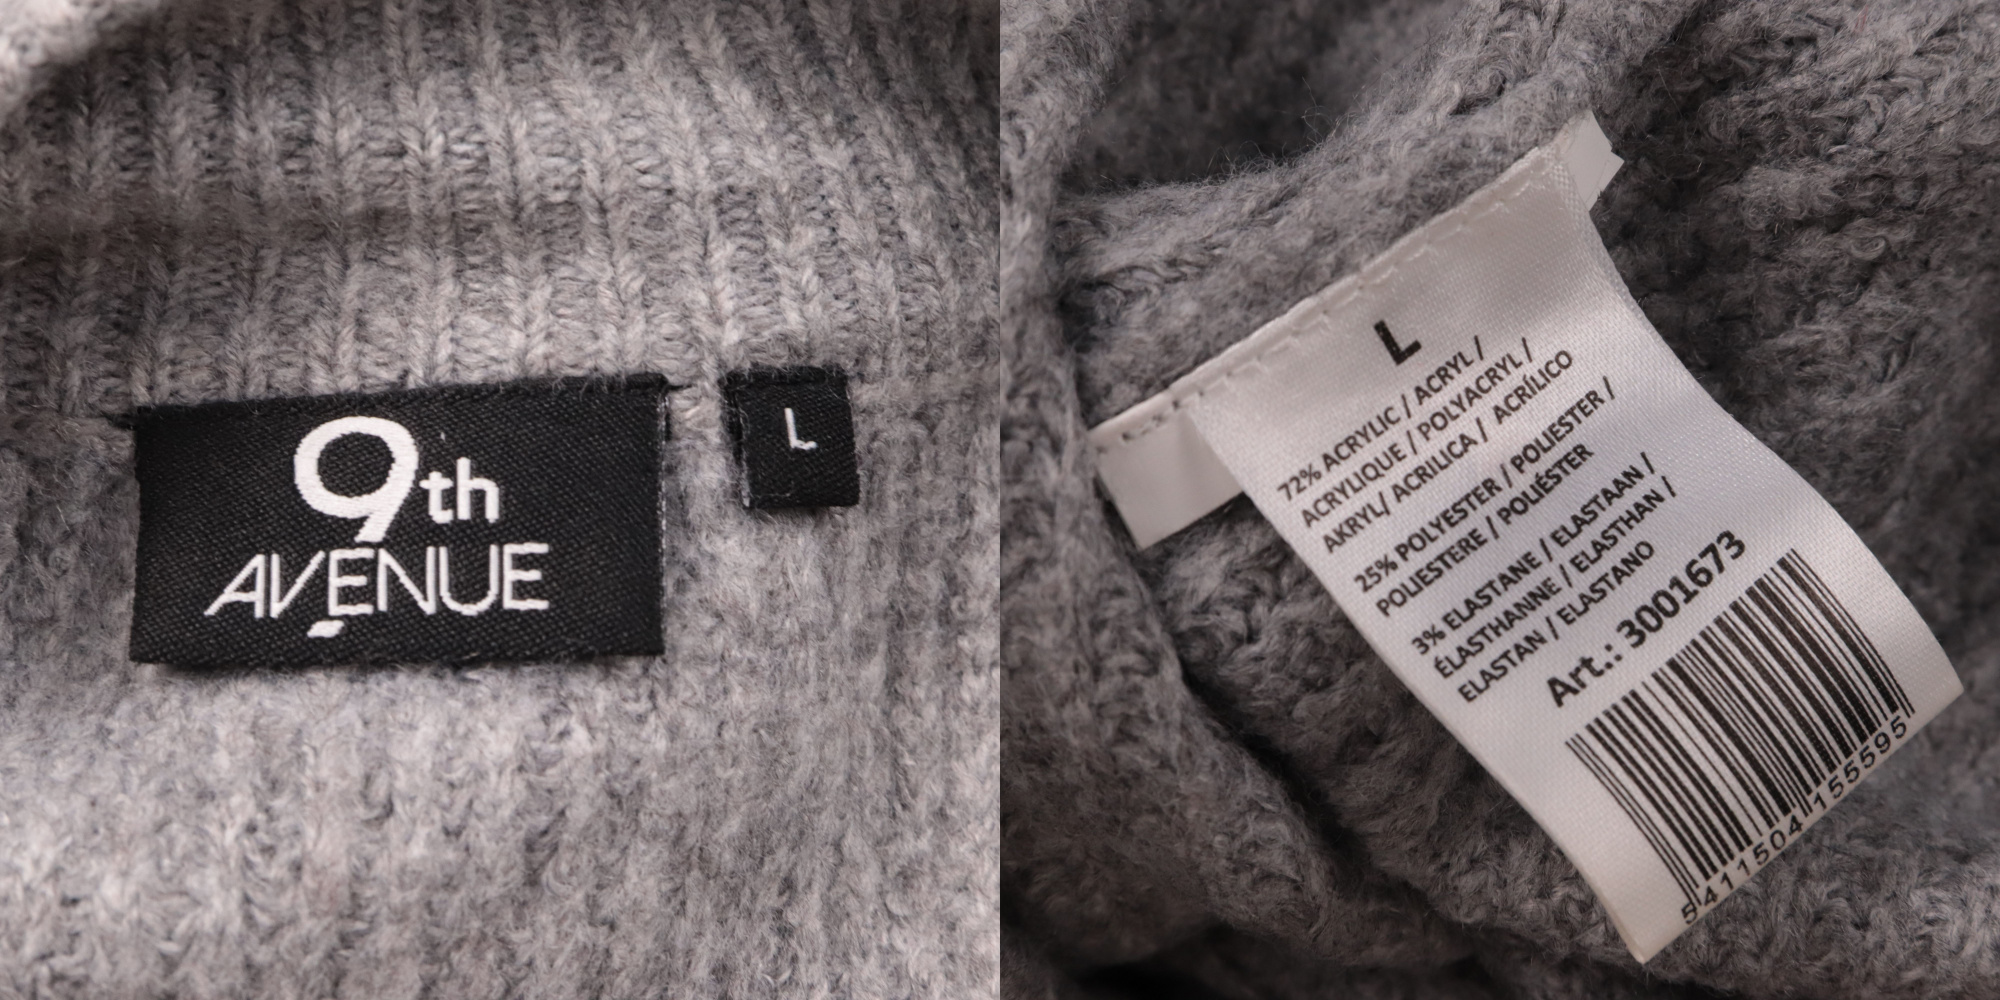 9th
AVENUE
L
L
72% ACRYLIC / ACRYL /
ACRYLIQUE / POLYACRYL /
AKRYL/ ACRILICA / ACRÍLICO
25% POLYESTER / POLIESTER /
POLIESTERE / POLIÉSTER
3% ELASTANE / ELASTAAN /
ÉLASTHANNE / ELASTHAN /
ELASTAN / ELASTANO
Art.: 3001673
5411504155595